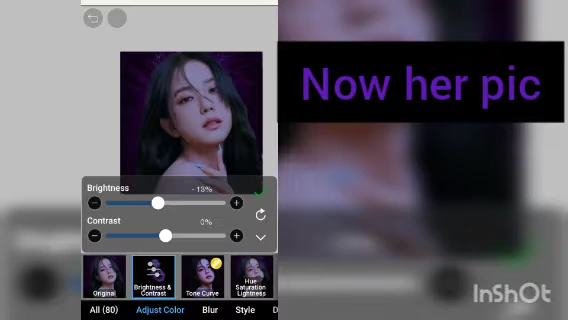 Now her pic
Brightness
- 13%
Contrast
0%
Original
Brightness &
Contrast
Tone Curve
Hue
Saturation
Lightness
All (80)
Adjust Color
Blur
Style
D
InShOt